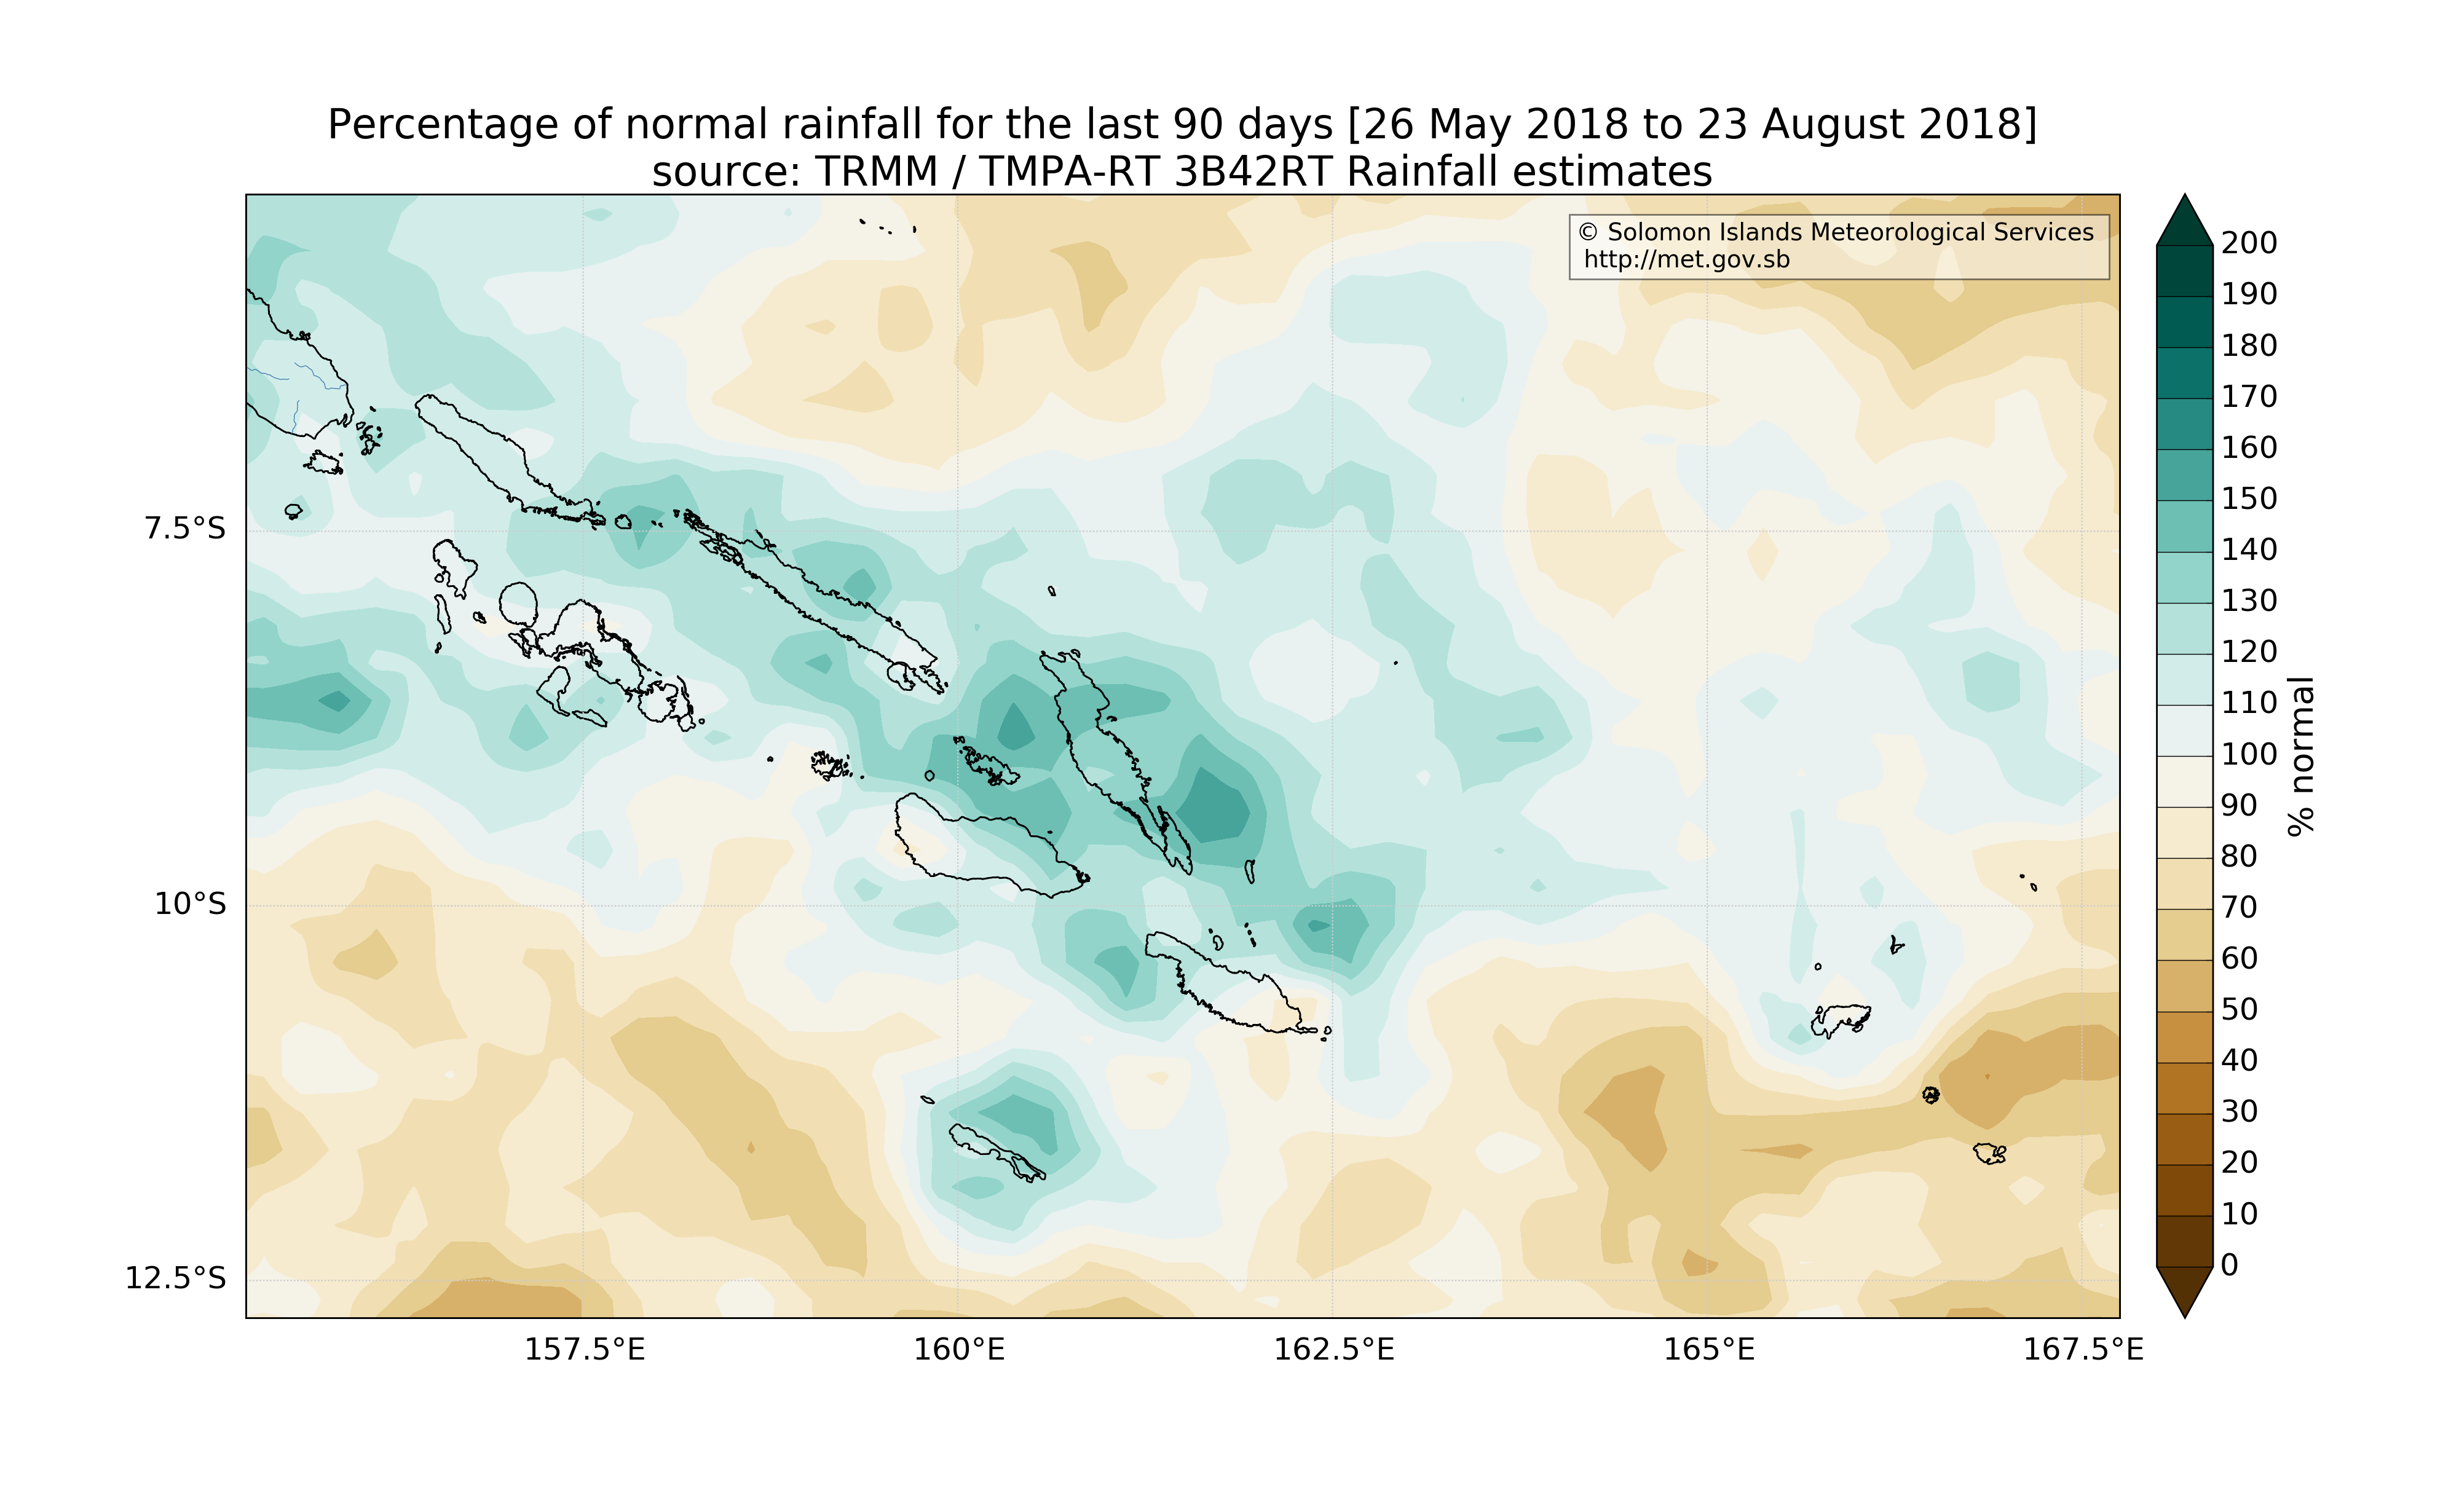 Percentage of normal rainfall for the last 90 days [26 May 2018 to 23 August 2018]
source: TRMM / TMPA-RT 3B42RT Rainfall estimates
© Solomon Islands Meteorological Services
http://met.gov.sb
7.5°S
10°S
12.5°S
157.5°E
160°E
162.5°E
165°E
167.5°E
200
190
180
170
160
150
140
130
120
110
100
90
80
70
60
50
40
30
20
10
0
% normal